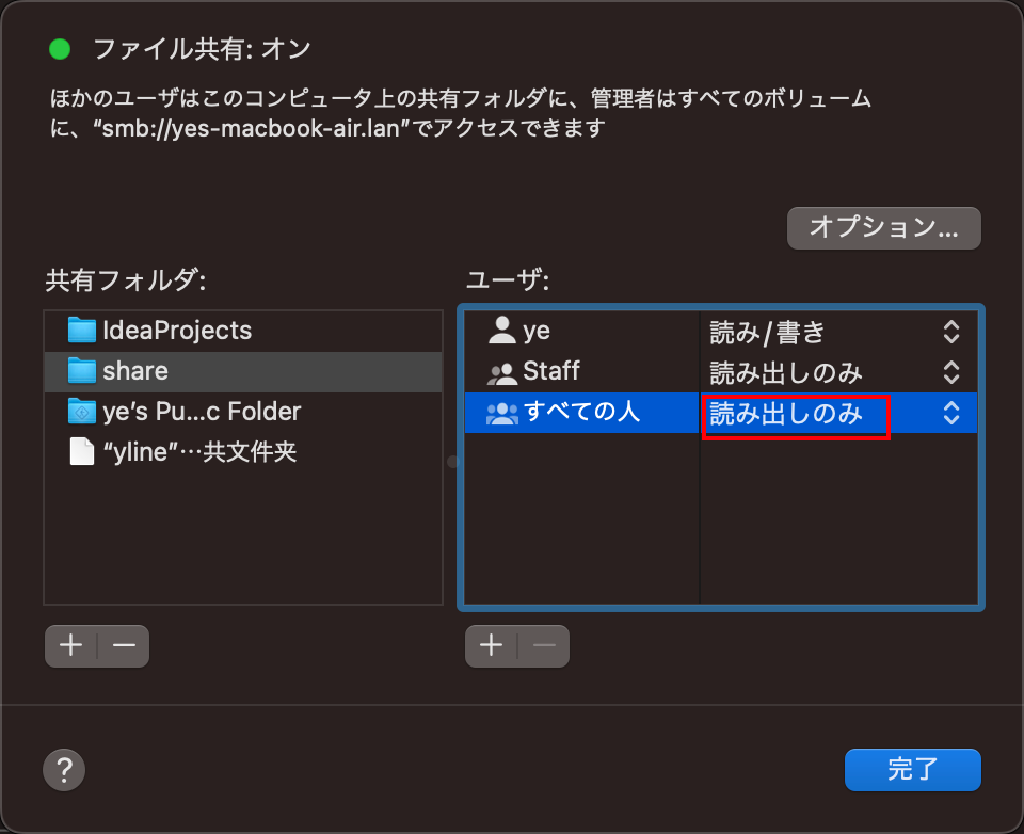 ファイル共有: オン
ほかのユーザはこのコンピュータ上の共有フォルダに、管理者はすべてのボリューム
に、“smb://yes-macbook-air.lan”でアクセスできます
オプション...
共有フォルダ:
IdeaProjects
share
ye's Pu...c Folder
“yline”…共文件夹
ユーザ:
ye 読み/書き
Staff 読み出しのみ
すべての人 読み出しのみ
+ −
+ −
?
完了